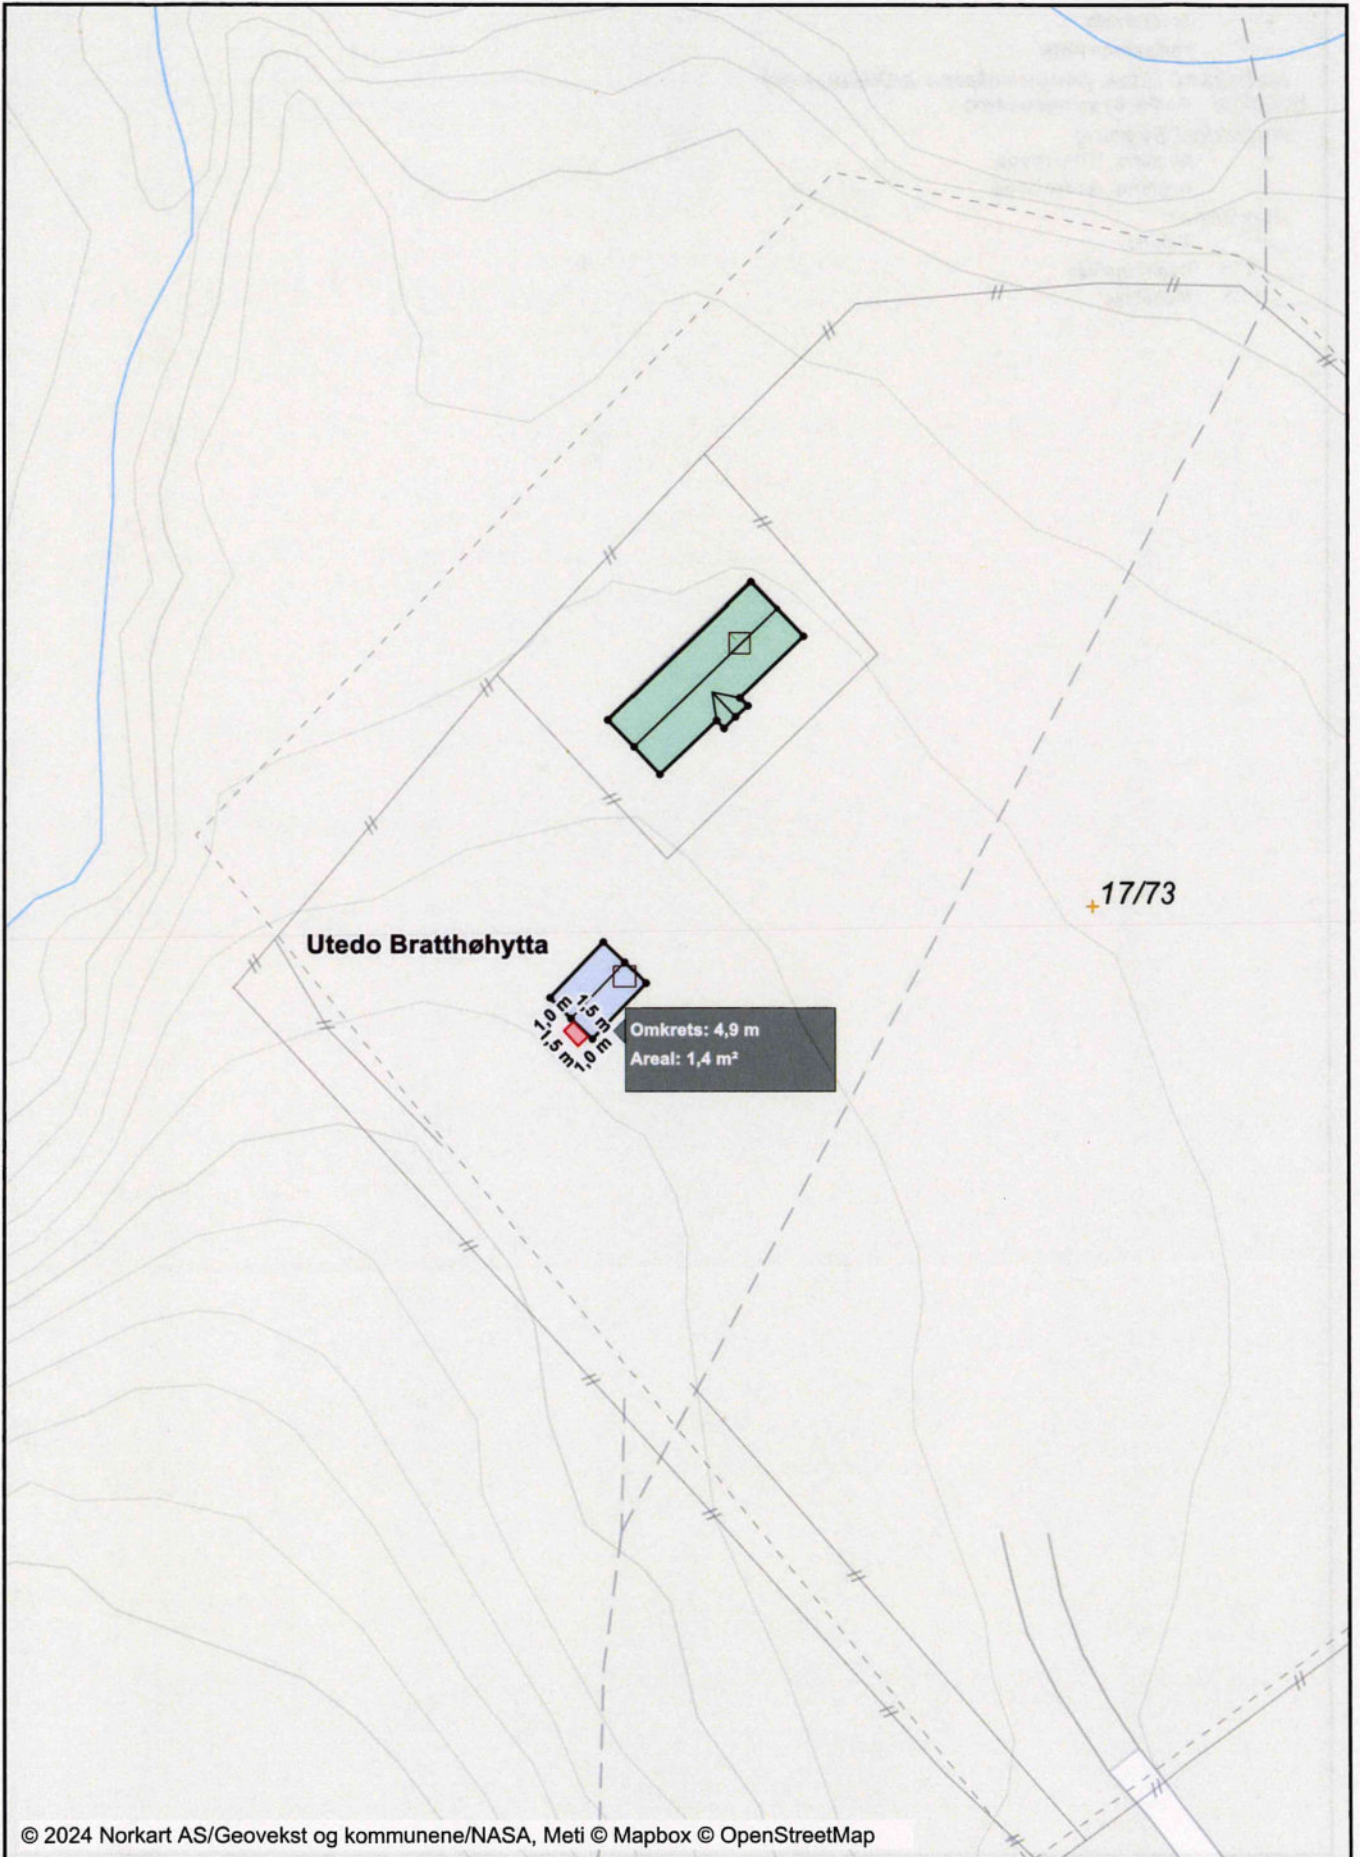 17/73
Utedo Bratthøhytta
1,0 m
1,5 m
1,5 m
1,0 m
Omkrets: 4,9 m
Areal: 1,4 m²
© 2024 Norkart AS/Geovekst og kommunene/NASA, Meti © Mapbox © OpenStreetMap